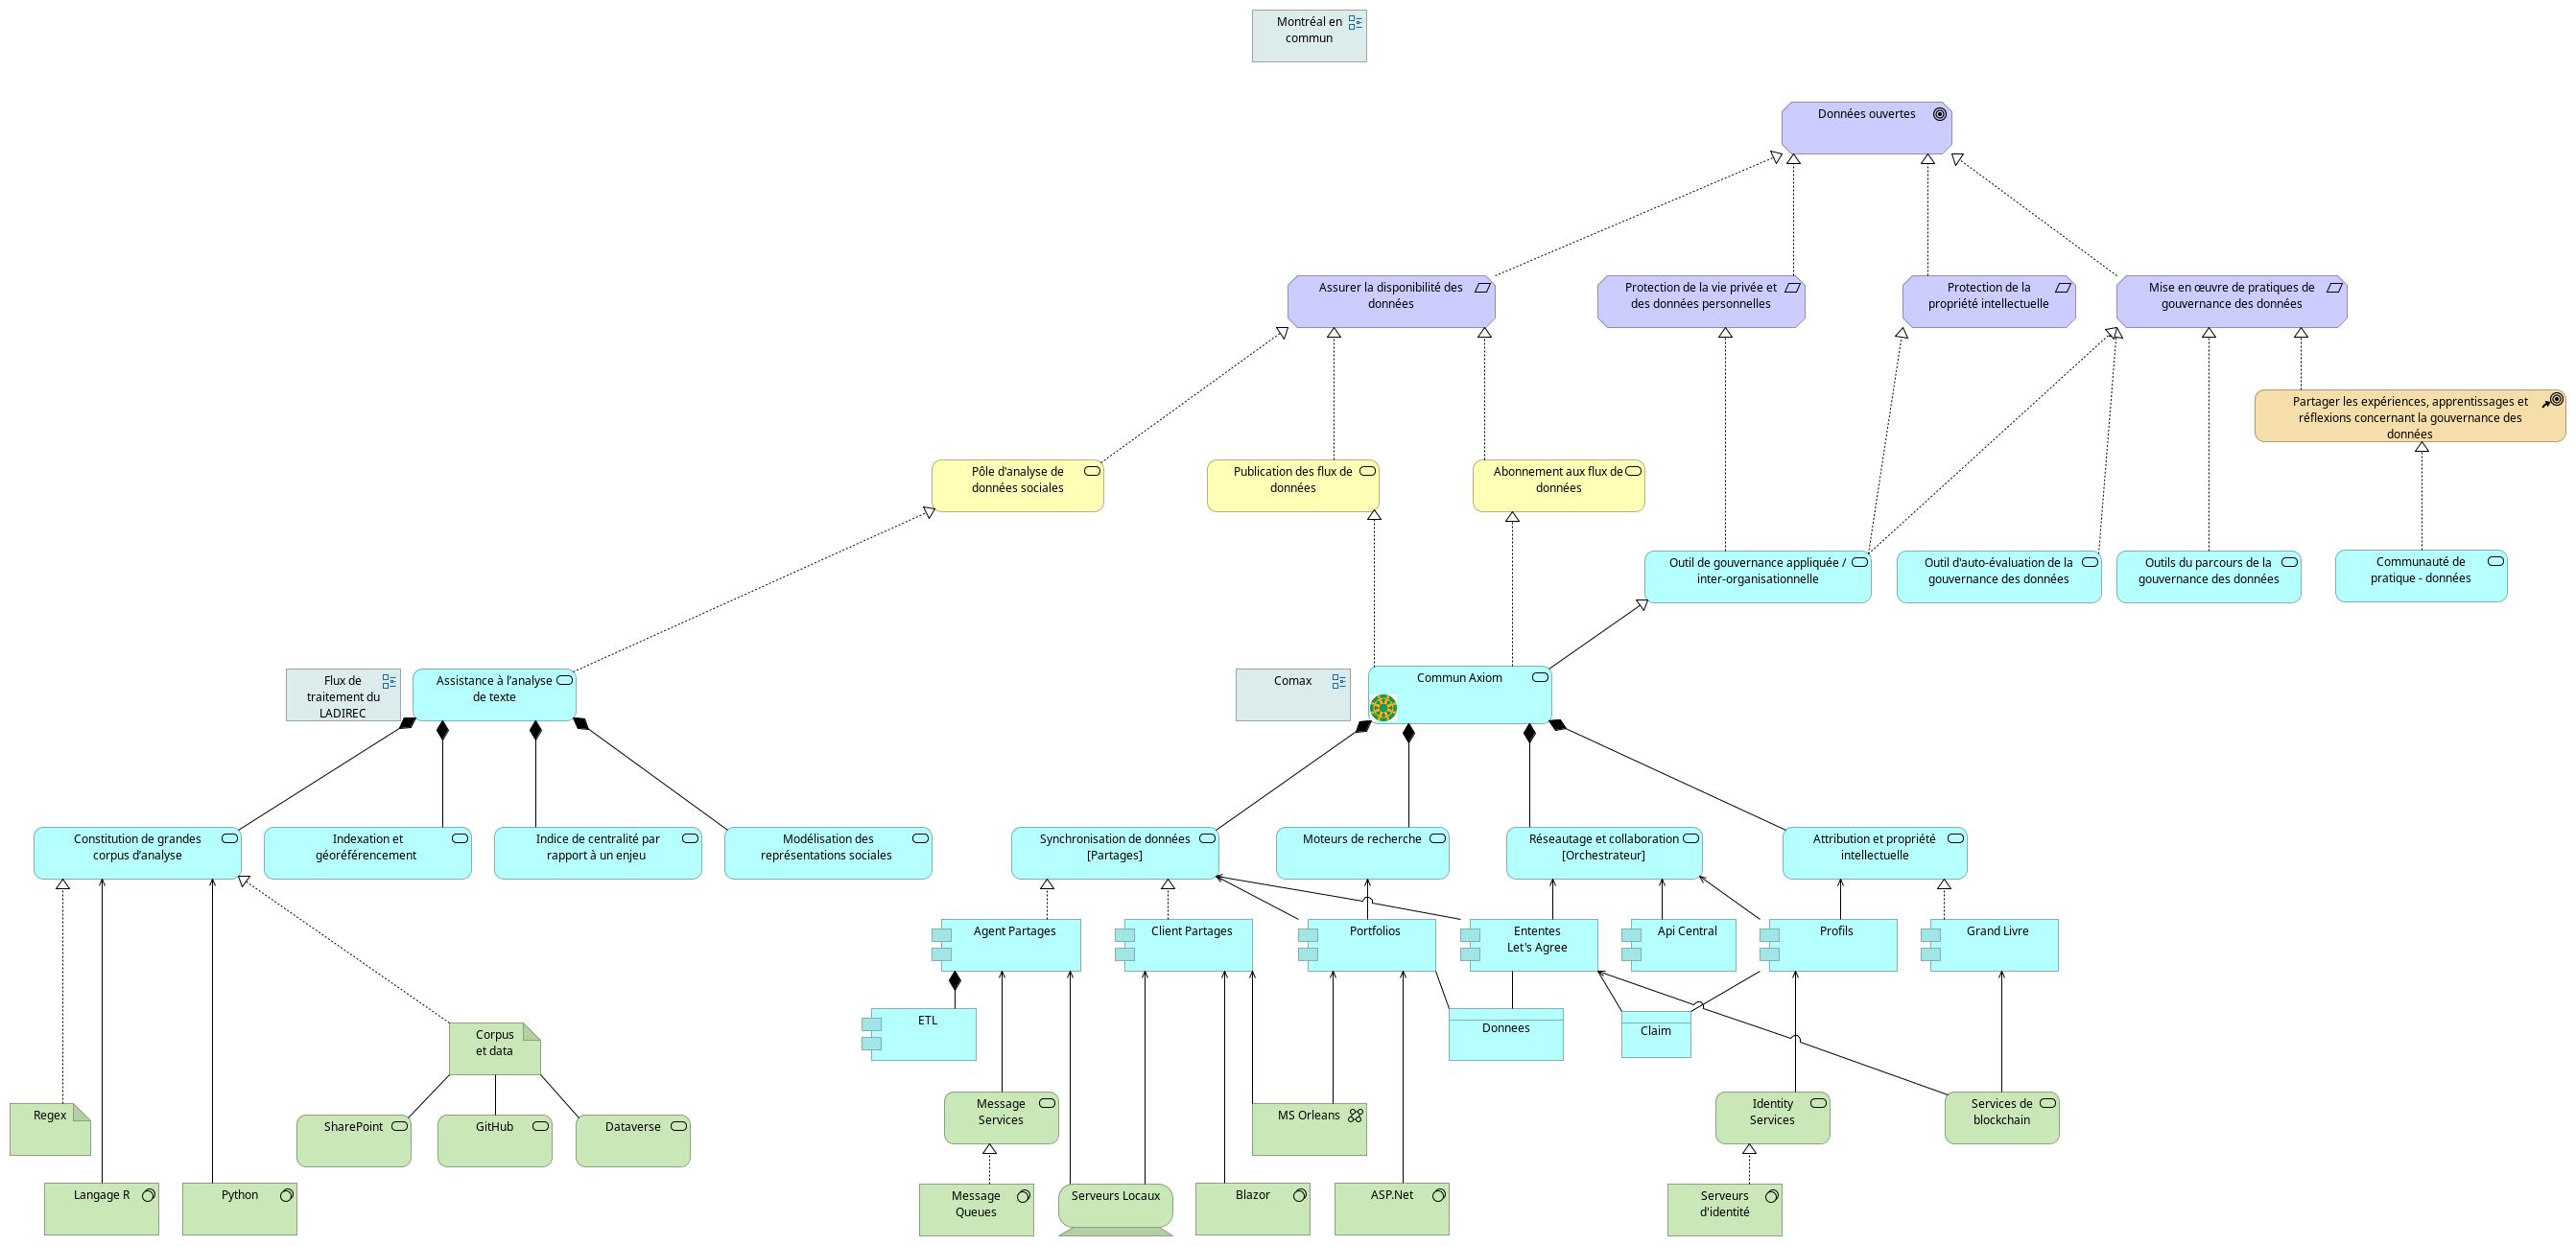 Montréal en
commun
Données ouvertes
Assurer la disponibilité des
données
Protection de la vie privée et
des données personnelles
Protection de la
propriété intellectuelle
Mise en œuvre de pratiques de
gouvernance des données
Partager les expériences, apprentissages et
réflexions concernant la gouvernance des
données
Pôle d'analyse de
données sociales
Publication des flux de
données
Abonnement aux flux de
données
Outil de gouvernance appliquée /
inter-organisationnelle
Outil d'auto-évaluation de la
gouvernance des données
Outils du parcours de la
gouvernance des données
Communauté de
pratique - données
Flux de
traitement du
LADIREC
Assistance à l’analyse
de texte
Comax
Commun Axiom
Constitution de grandes
corpus d’analyse
Indexation et
géoréférencement
Indice de centralité par
rapport à un enjeu
Modélisation des
représentations sociales
Synchronisation de données
[Partages]
Moteurs de recherche
Réseautage et collaboration
[Orchestrateur]
Attribution et propriété
intellectuelle
Agent Partages
Client Partages
Portfolios
Ententes
Let's Agree
Api Central
Profils
Grand Livre
ETL
Donnees
Claim
Corpus
et data
Regex
SharePoint
GitHub
Dataverse
Message
Services
MS Orleans
Identity
Services
Services de
blockchain
Langage R
Python
Message
Queues
Serveurs Locaux
Blazor
ASP.Net
Serveurs
d'identité